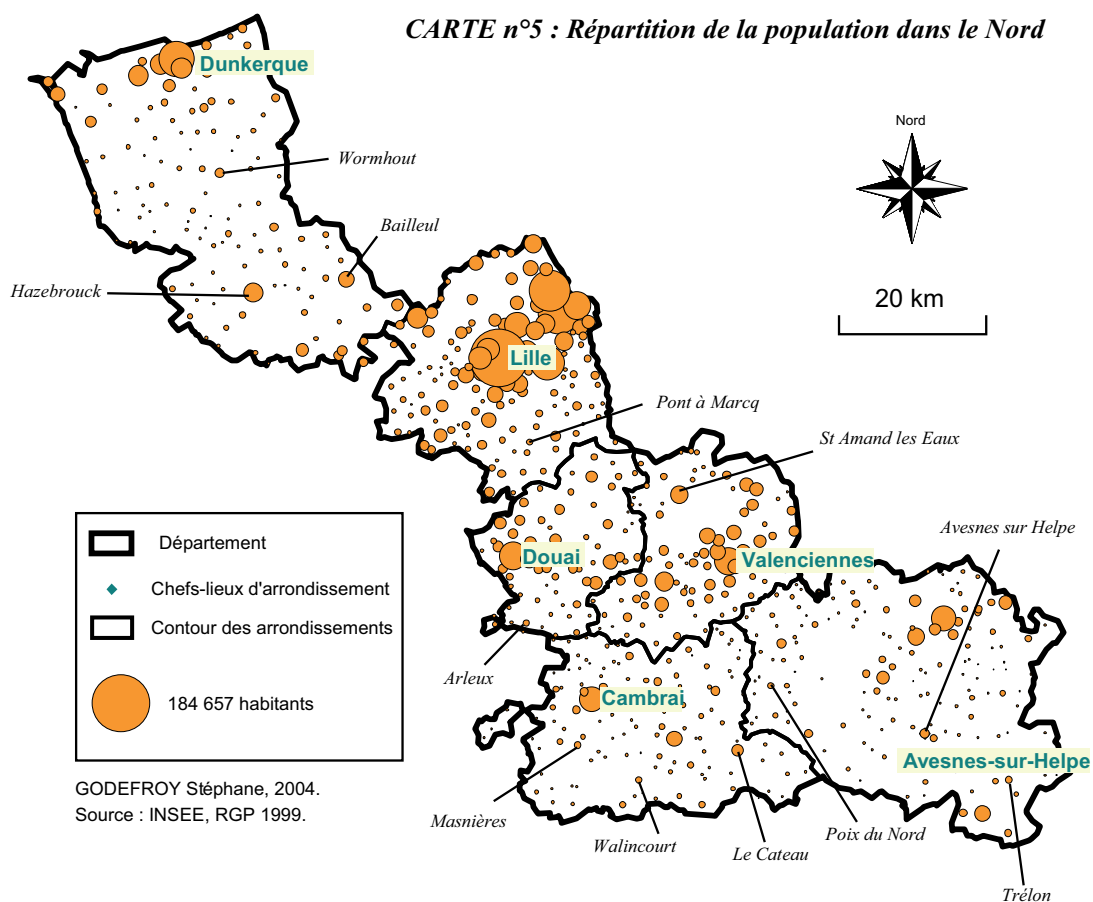 CARTE n°5 : Répartition de la population dans le Nord
Dunkerque
Nord
Wormhout
Bailleul
Hazebrouck
20 km
Lille
Pont à Marcq
St Amand les Eaux
Avesnes sur Helpe
Département
Douai
Valenciennes
Chefs-lieux d'arrondissement
Contour des arrondissements
Arleux
Cambrai
184 657 habitants
Avesnes-sur-Helpe
GODEFROY Stéphane, 2004.
Source : INSEE, RGP 1999.
Masnières
Walincourt
Le Cateau
Poix du Nord
Trélon